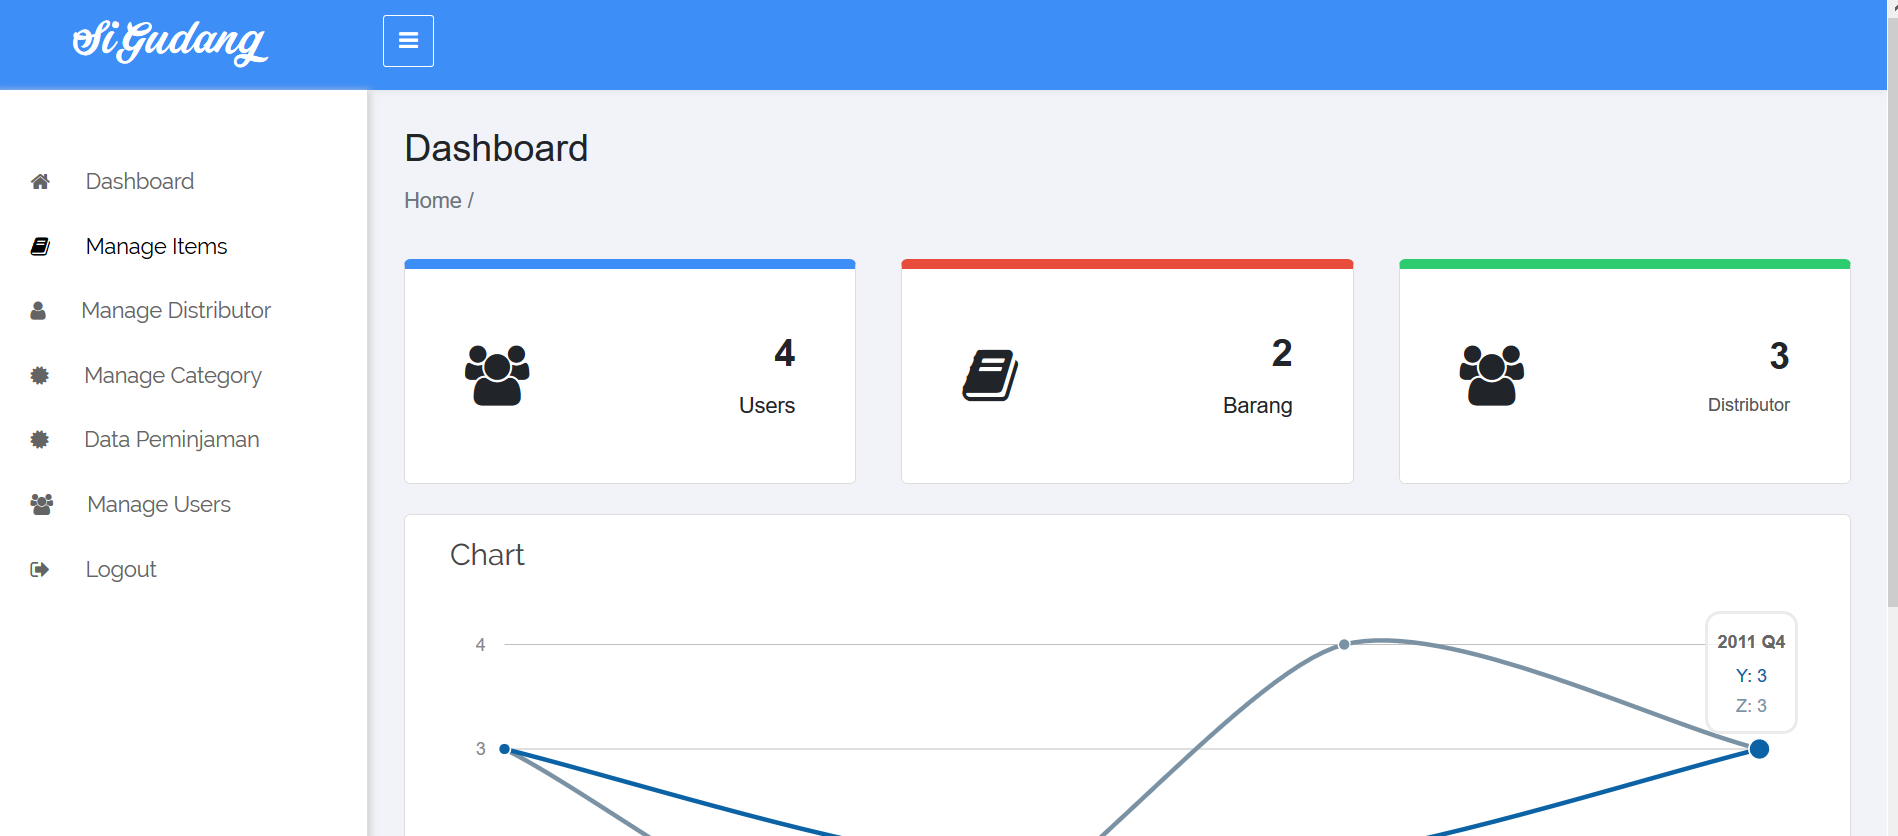 SiGudang
Dashboard
Manage Items
Manage Distributor
Manage Category
Data Peminjaman
Manage Users
Logout
Dashboard
Home /
4
Users
2
Barang
3
Distributor
Chart
4
3
2011 Q4
Y: 3
Z: 3